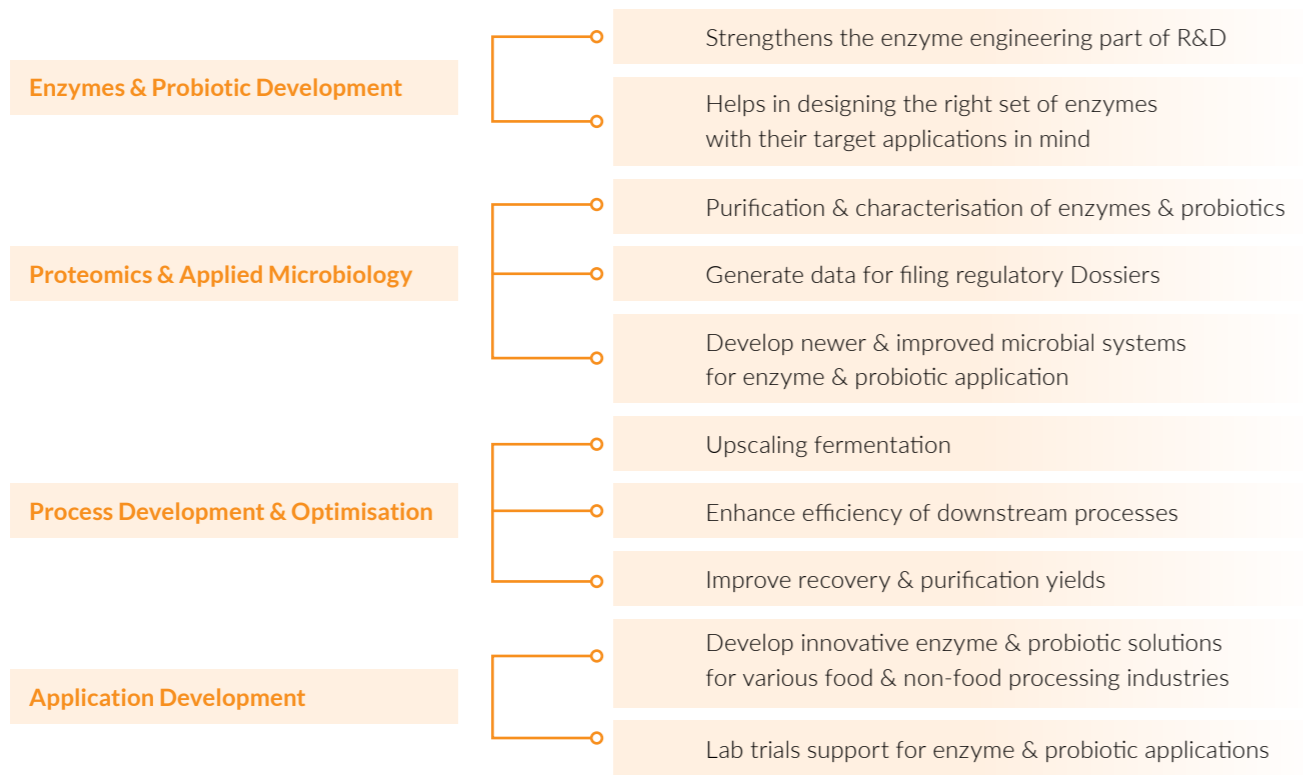 Enzymes & Probiotic Development
Strengthens the enzyme engineering part of R&D
Helps in designing the right set of enzymes
with their target applications in mind
Proteomics & Applied Microbiology
Purification & characterisation of enzymes & probiotics
Generate data for filing regulatory Dossiers
Develop newer & improved microbial systems
for enzyme & probiotic application
Process Development & Optimisation
Upscaling fermentation
Enhance efficiency of downstream processes
Improve recovery & purification yields
Application Development
Develop innovative enzyme & probiotic solutions
for various food & non-food processing industries
Lab trials support for enzyme & probiotic applications